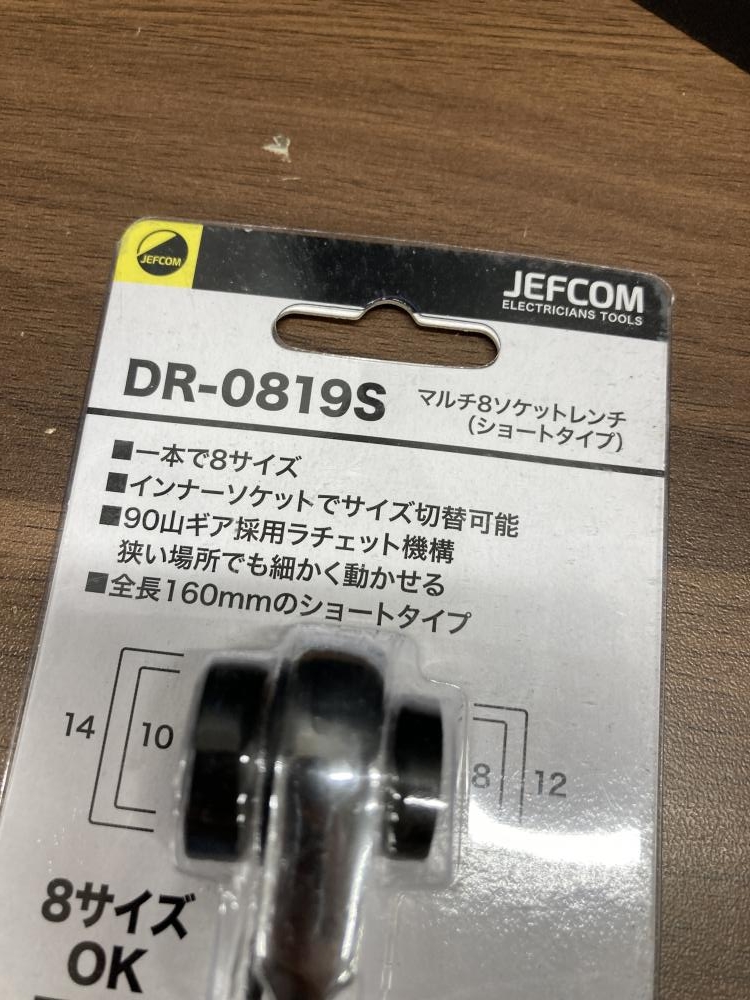 JEFCOM
JEFCOM
ELECTRICIANS TOOLS
DR-0819S
マルチ8ソケットレンチ
(ショートタイプ)
■一本で8サイズ
■インナーソケットでサイズ切替可能
■90山ギア採用ラチェット機構
狭い場所でも細かく動かせる
■全長160mmのショートタイプ
14
10
8
12
8サイズ
OK